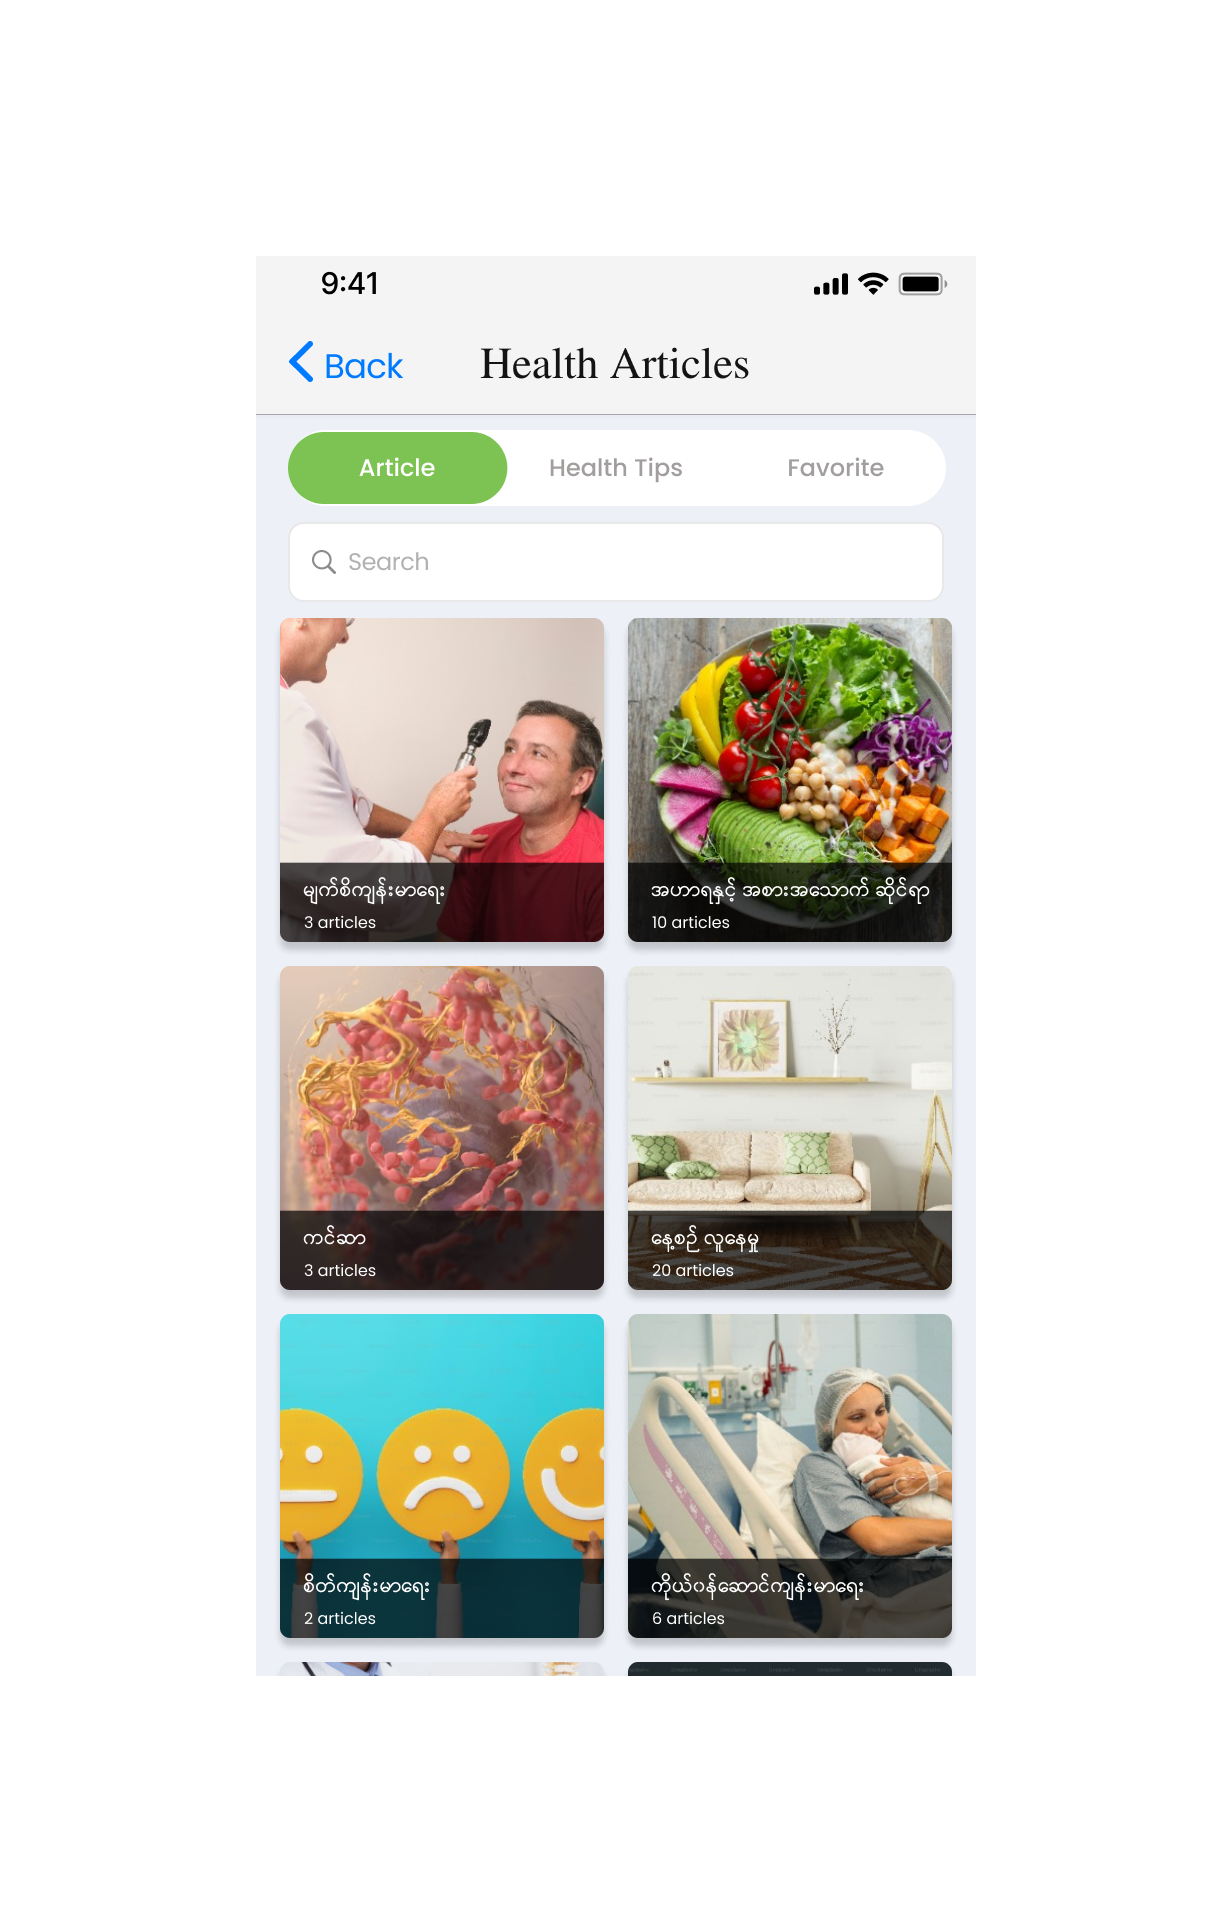 9:41
Back
Health Articles
Article
Health Tips
Favorite
Search
မျက်စိကျန်းမာရေး
3 articles
အဟာရနှင့် အစားအသောက် ဆိုင်ရာ
10 articles
ကင်ဆာ
3 articles
နေ့စဉ် လူနေမှု
20 articles
စိတ်ကျန်းမာရေး
2 articles
ကိုယ်ဝန်ဆောင်ကျန်းမာရေး
6 articles